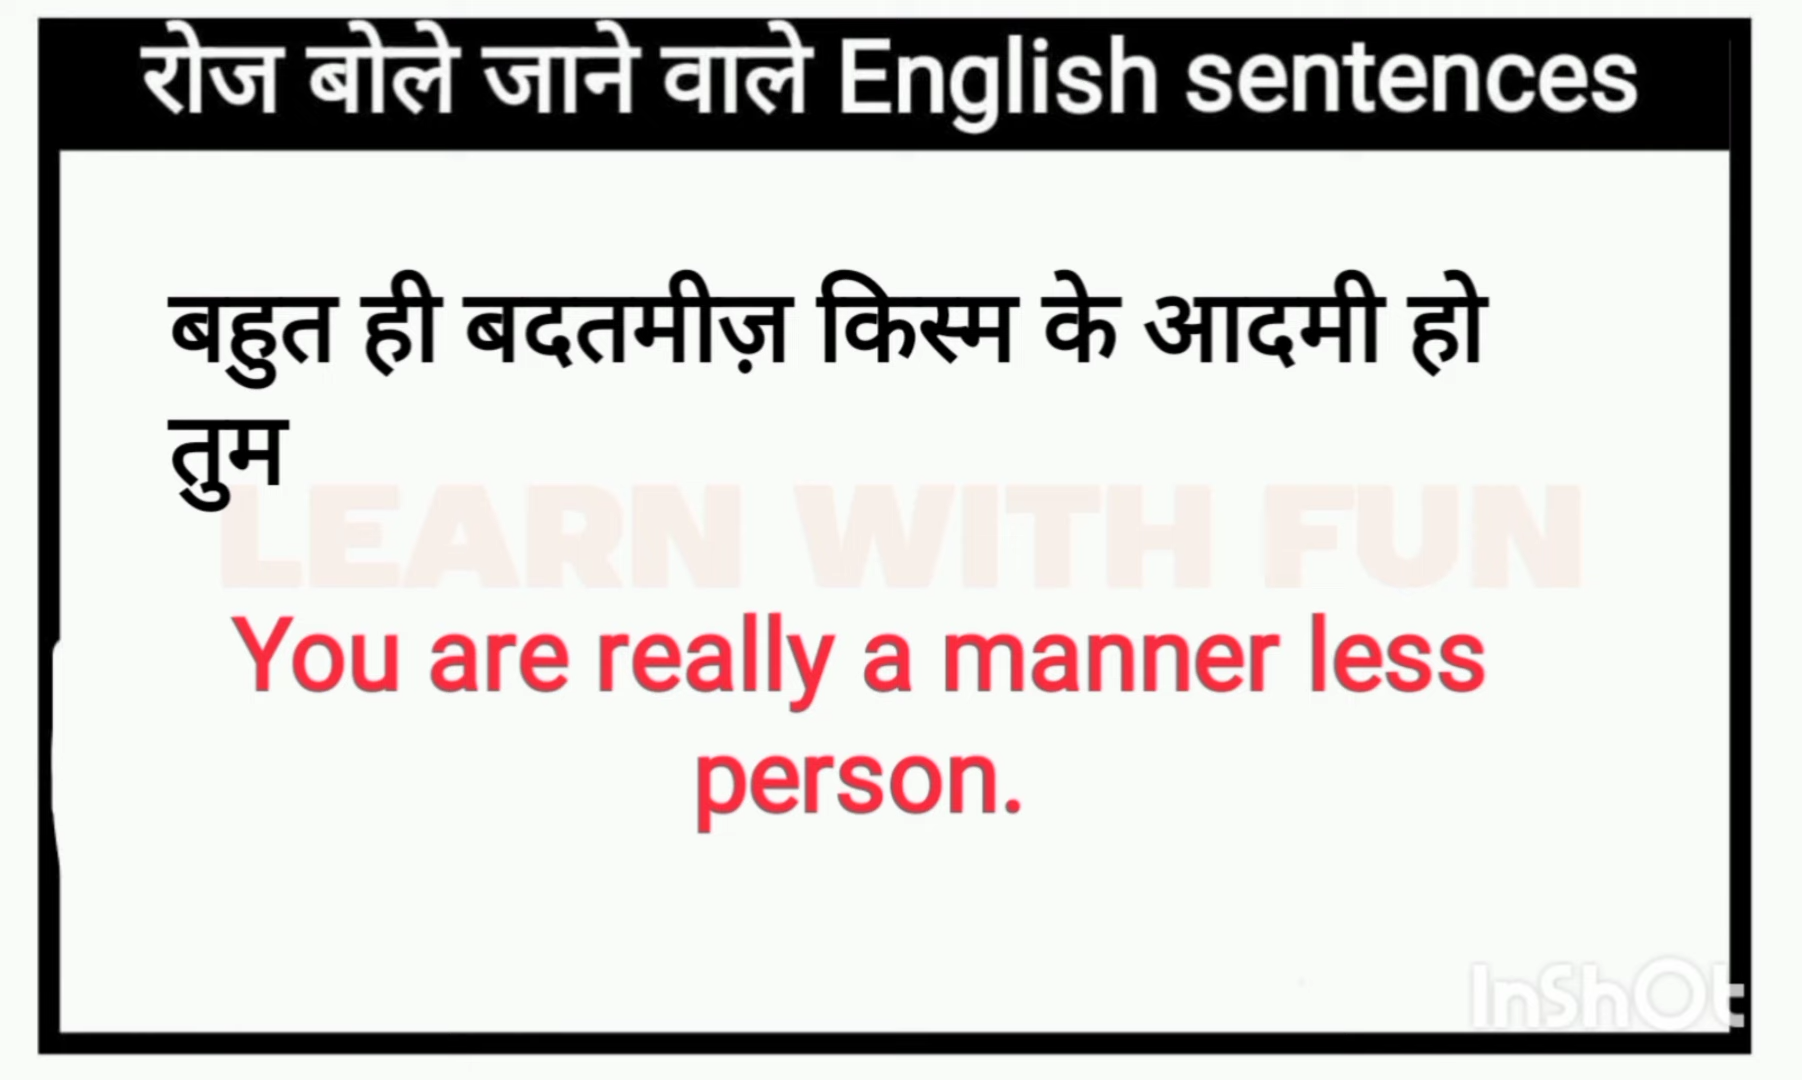 रोज बोले जाने वाले English sentences
बहुत ही बदतमीज़ किस्म के आदमी हो
तुम
LEARN WITH FUN
You are really a manner less
person.
InShOt